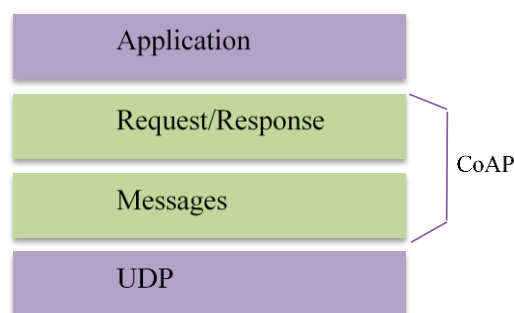 Application
Request/Response
CoAP
Messages
UDP